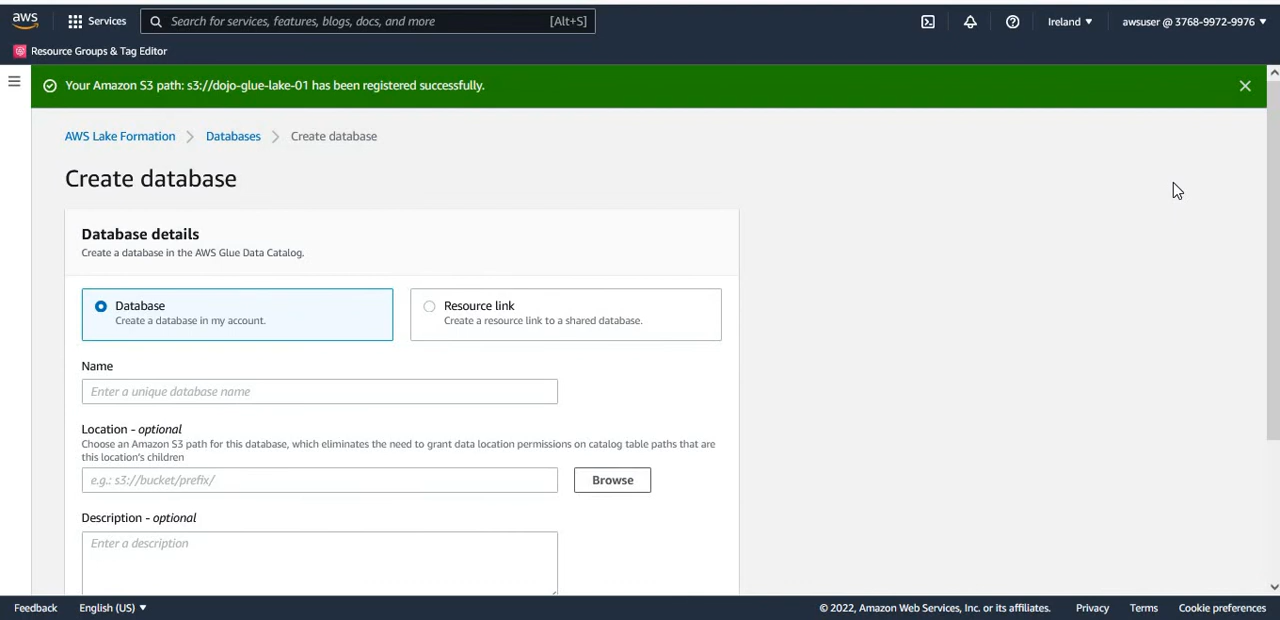 aws
Services
Search for services, features, blogs, docs, and more
[Alt+S]
Ireland ▼
awsuser @ 3768-9972-9976 ▼
Resource Groups & Tag Editor
Your Amazon S3 path: s3://dojo-glue-lake-01 has been registered successfully.
AWS Lake Formation > Databases > Create database
Create database
Database details
Create a database in the AWS Glue Data Catalog.
Database
Create a database in my account.
Resource link
Create a resource link to a shared database.
Name
Enter a unique database name
Location - optional
Choose an Amazon S3 path for this database, which eliminates the need to grant data location permissions on catalog table paths that are
this location's children
e.g.: s3://bucket/prefix/
Browse
Description - optional
Enter a description
Feedback
English (US) ▼
© 2022, Amazon Web Services, Inc. or its affiliates.
Privacy
Terms
Cookie preferences